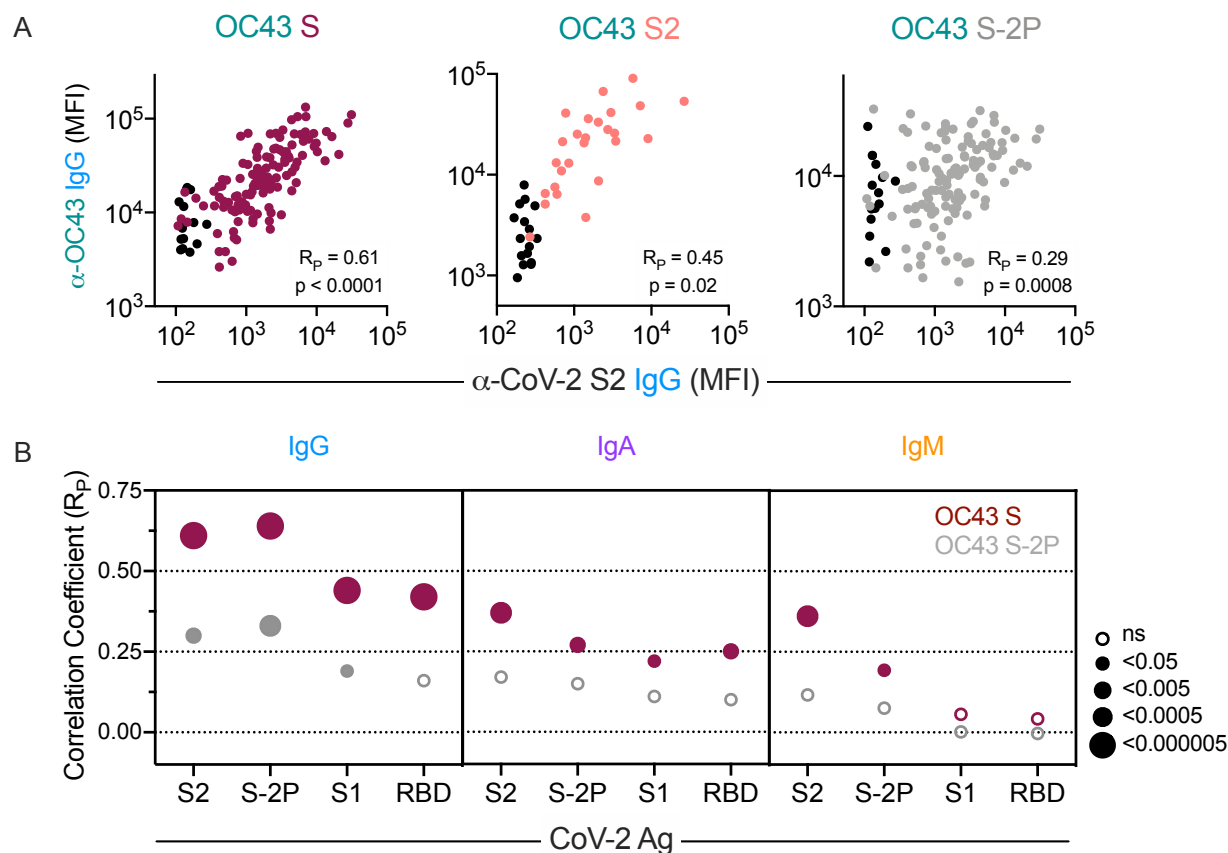 A
OC43 S
OC43 S2
OC43 S-2P
α-OC43 IgG (MFI)
10⁵
10⁴
10³
R_P = 0.61
p < 0.0001
10² 10³ 10⁴ 10⁵
10⁵
10⁴
10³
R_P = 0.45
p = 0.02
10² 10³ 10⁴ 10⁵
10⁵
10⁴
10³
R_P = 0.29
p = 0.0008
10² 10³ 10⁴ 10⁵
α-CoV-2 S2 IgG (MFI)
B
IgG
IgA
IgM
Correlation Coefficient (R_P)
0.75
0.50
0.25
0.00
OC43 S
OC43 S-2P
ns
<0.05
<0.005
<0.0005
<0.000005
S2 S-2P S1 RBD
S2 S-2P S1 RBD
S2 S-2P S1 RBD
CoV-2 Ag